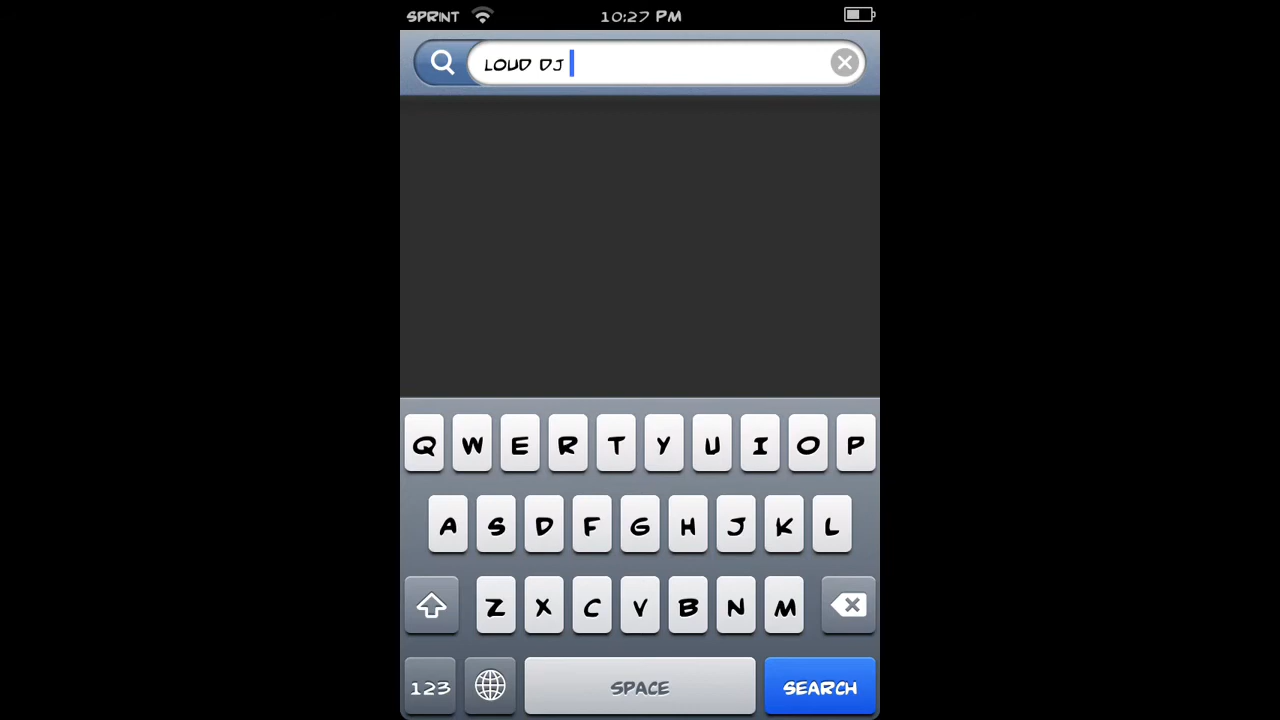 SPRINT 10:27 PM
LOUD DJ
Q W E R T Y U I O P
A S D F G H J K L
Z X C V B N M
123 SPACE SEARCH